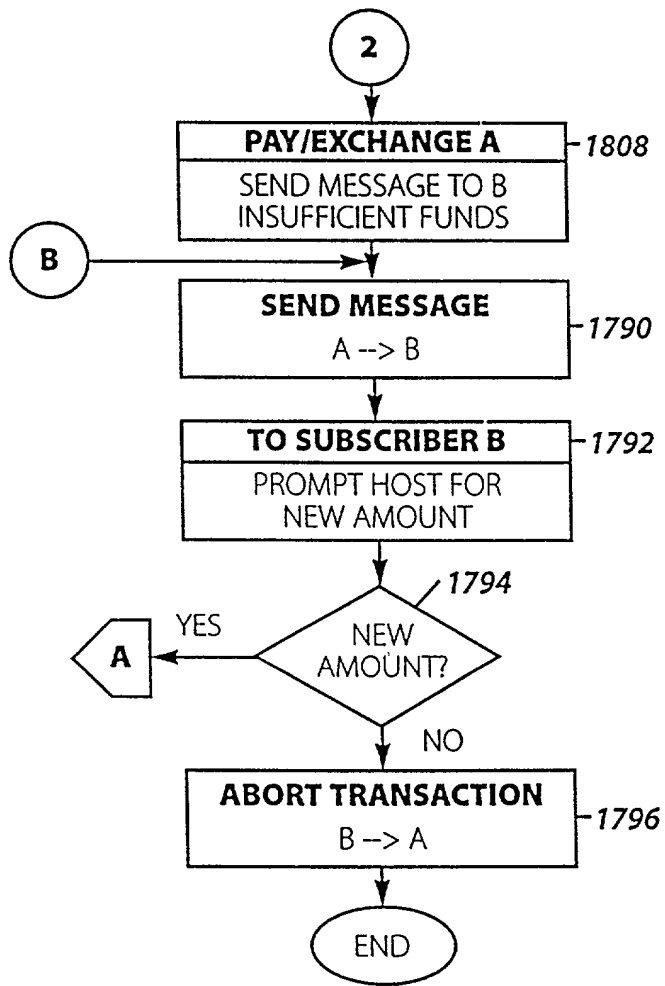 2
PAY/EXCHANGE A
1808
SEND MESSAGE TO B
INSUFFICIENT FUNDS
B
SEND MESSAGE
A --> B
1790
TO SUBSCRIBER B
1792
PROMPT HOST FOR
NEW AMOUNT
1794
YES
A
NEW
AMOUNT?
NO
ABORT TRANSACTION
B --> A
1796
END